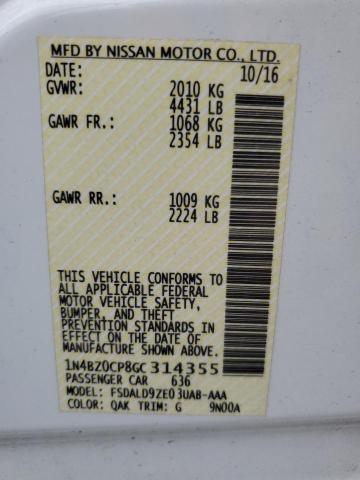 MFD BY NISSAN MOTOR CO., LTD.
DATE: 10/16
GVWR: 2010 KG
4431 LB
GAWR FR.: 1068 KG
2354 LB
GAWR RR.: 1009 KG
2224 LB
THIS VEHICLE CONFORMS TO
ALL APPLICABLE FEDERAL
MOTOR VEHICLE SAFETY,
BUMPER, AND THEFT
PREVENTION STANDARDS IN
EFFECT ON THE DATE OF
MANUFACTURE SHOWN ABOVE.
1N4BZ0CP8GC314355
PASSENGER CAR 636
MODEL: FSDALD9ZE03UAB-AAA
COLOR: QAK TRIM: G 9N00A